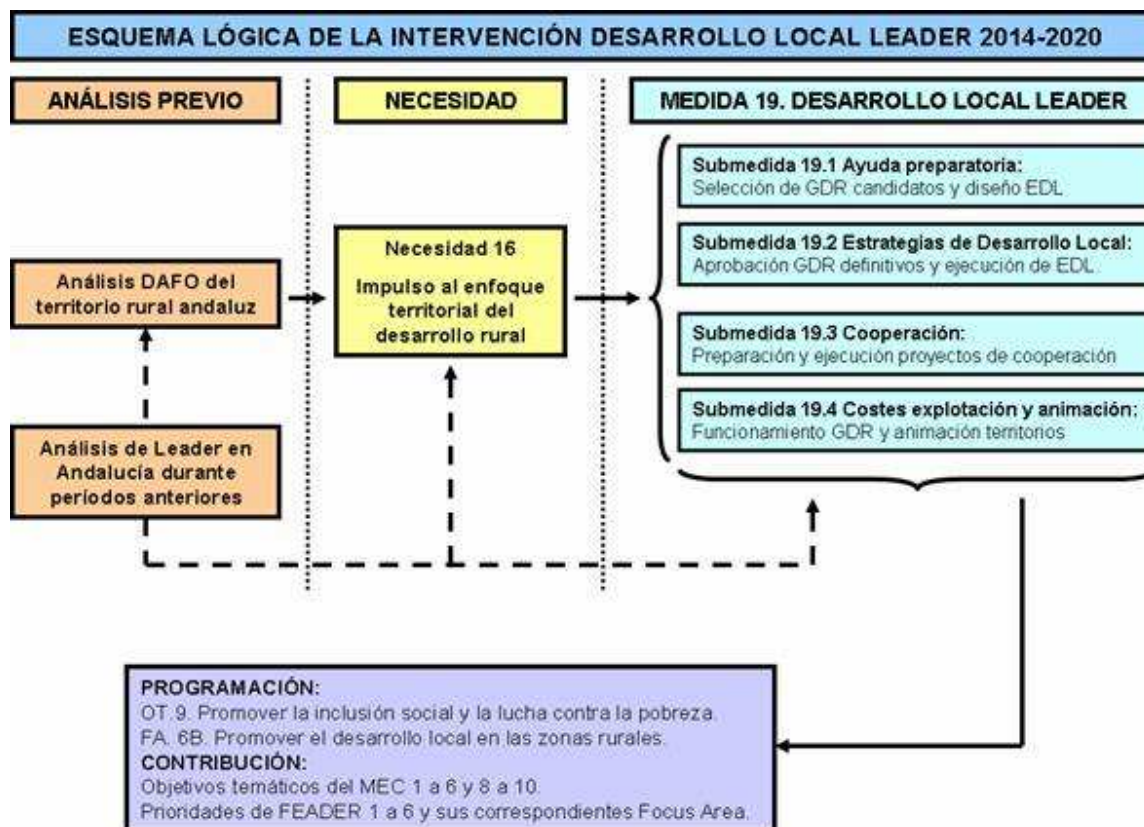 ESQUEMA LÓGICA DE LA INTERVENCIÓN DESARROLLO LOCAL LEADER 2014-2020
ANÁLISIS PREVIO
NECESIDAD
MEDIDA 19. DESARROLLO LOCAL LEADER
Análisis DAFO del
territorio rural andaluz
Análisis de Leader en
Andalucía durante
períodos anteriores
Necesidad 16
Impulso al enfoque
territorial del
desarrollo rural
Submedida 19.1 Ayuda preparatoria:
Selección de GDR candidatos y diseño EDL
Submedida 19.2 Estrategias de Desarrollo Local:
Aprobación GDR definitivos y ejecución de EDL
Submedida 19.3 Cooperación:
Preparación y ejecución proyectos de cooperación
Submedida 19.4 Costes explotación y animación:
Funcionamiento GDR y animación territorios
PROGRAMACIÓN:
OT 9. Promover la inclusión social y la lucha contra la pobreza.
FA. 6B. Promover el desarrollo local en las zonas rurales.
CONTRIBUCIÓN:
Objetivos temáticos del MEC 1 a 6 y 8 a 10.
Prioridades de FEADER 1 a 6 y sus correspondientes Focus Area.